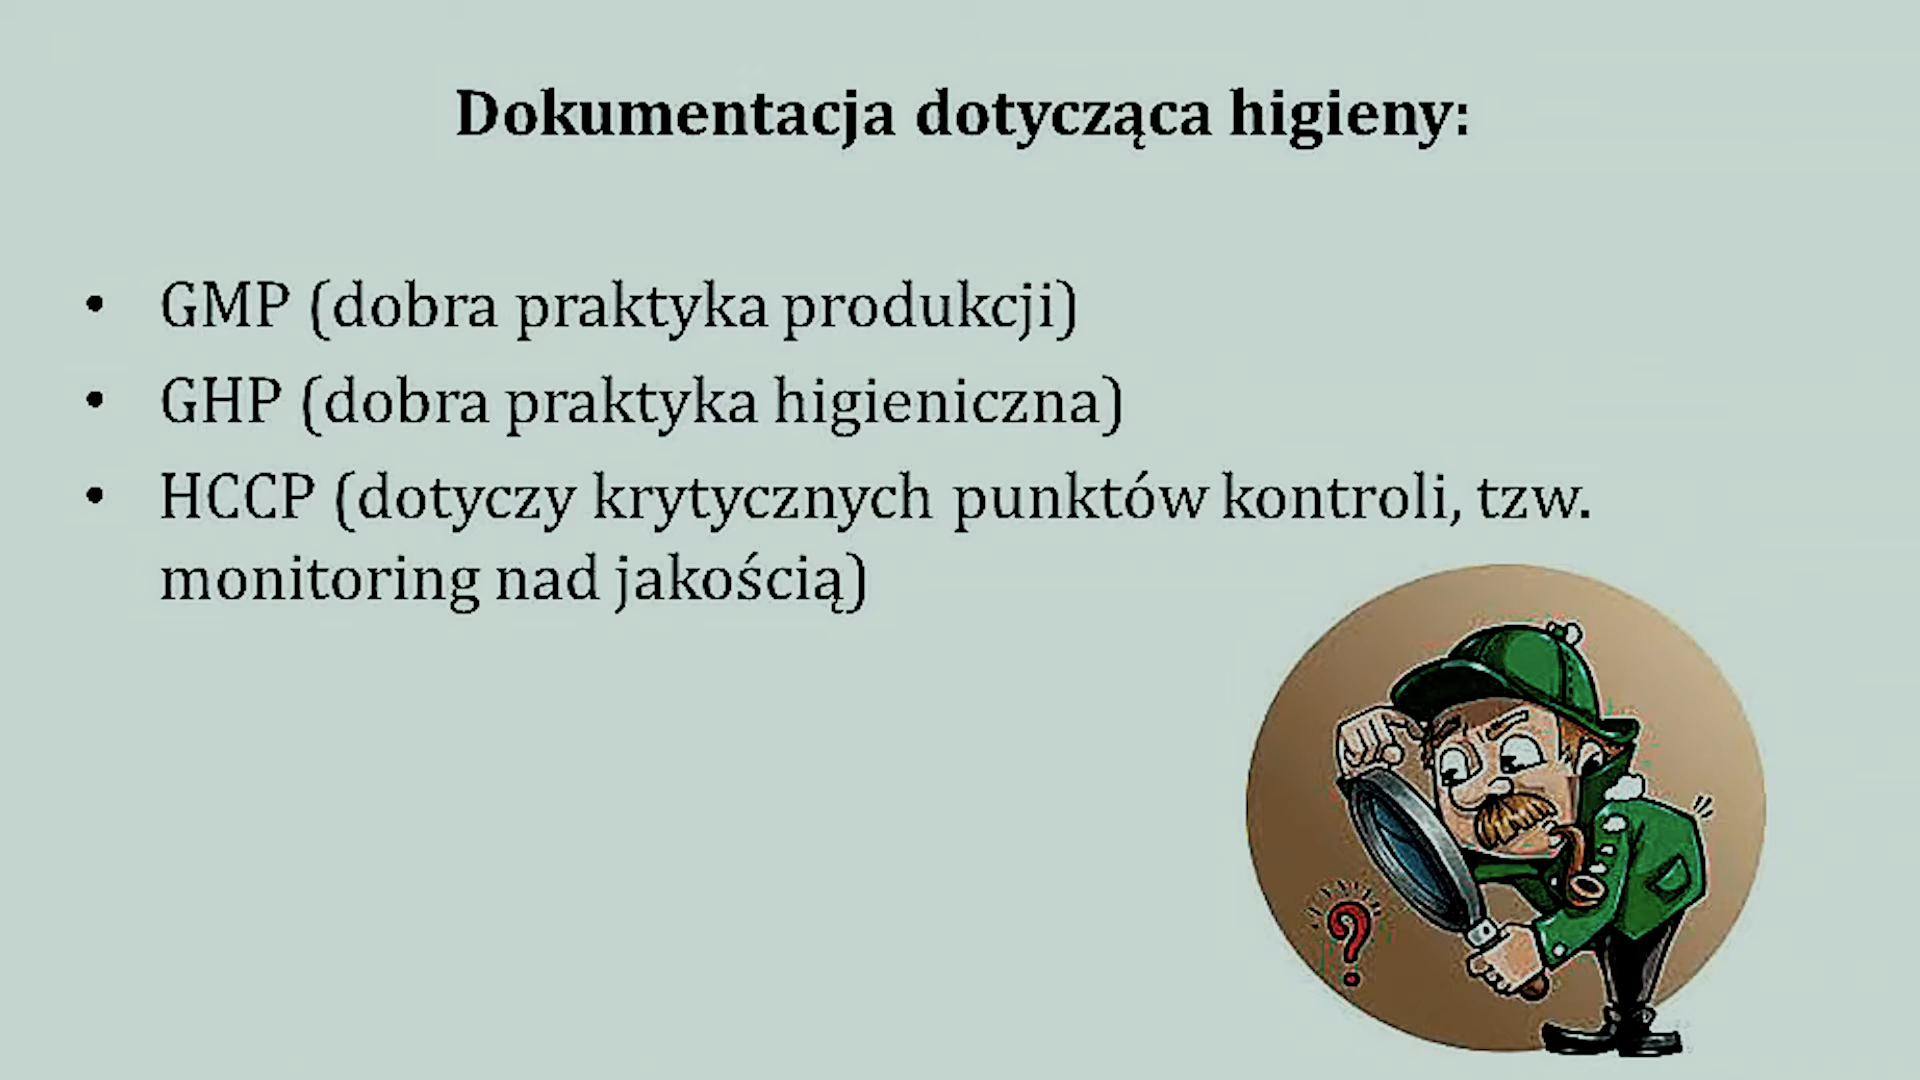 Dokumentacja dotycząca higieny:
• GMP (dobra praktyka produkcji)
• GHP (dobra praktyka higieniczna)
• HCCP (dotyczy krytycznych punktów kontroli, tzw.
monitoring nad jakością)
?